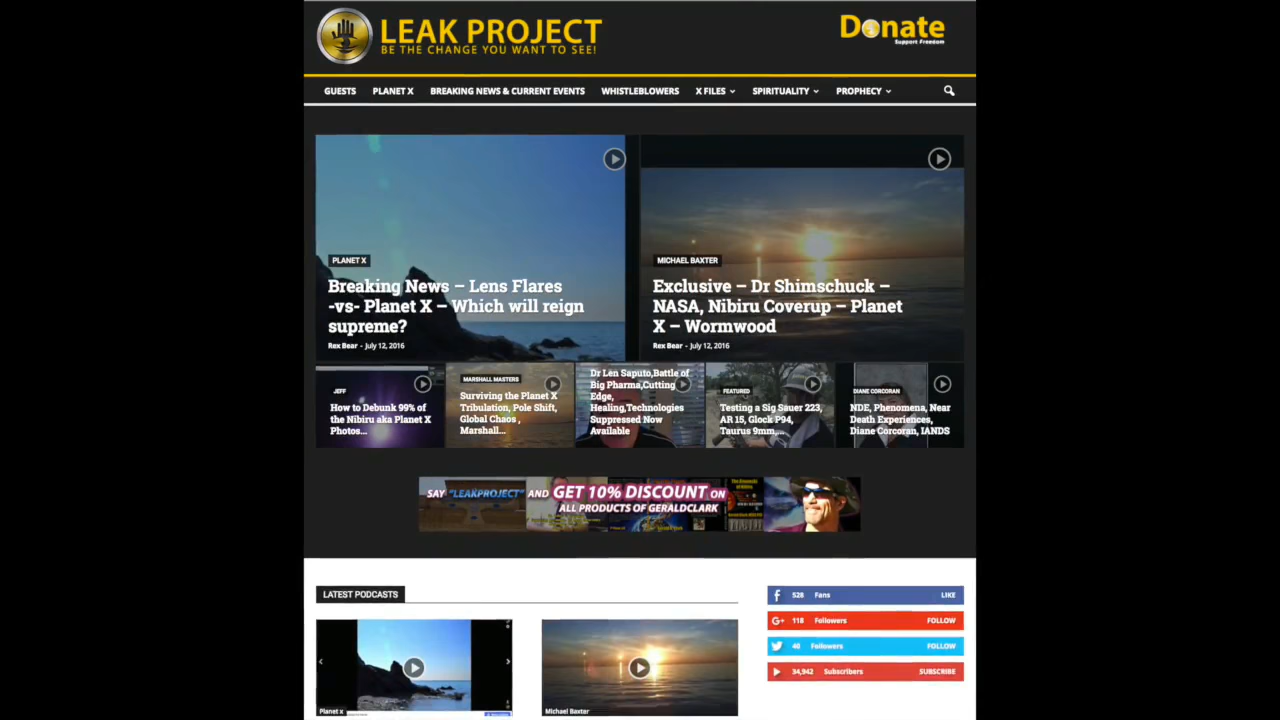 LEAK PROJECT
BE THE CHANGE YOU WANT TO SEE!
Donate
Support Freedom
GUESTS PLANET X BREAKING NEWS & CURRENT EVENTS WHISTLEBLOWERS X FILES SPIRITUALITY PROPHECY
PLANET X
Breaking News – Lens Flares
-vs- Planet X – Which will reign
supreme?
Rex Bear - July 12, 2016
MICHAEL BAXTER
Exclusive – Dr Shimschuck –
NASA, Nibiru Coverup – Planet
X – Wormwood
Rex Bear - July 12, 2016
JEFF
How to Debunk 99% of
the Nibiru aka Planet X
Photos...
MARSHALL MASTERS
Surviving the Planet X
Tribulation, Pole Shift,
Global Chaos ,
Marshall...
Dr Len Saputo,Battle of
Big Pharma,Cutting
Edge,
Healing,Technologies
Suppressed Now
Available
FEATURED
Testing a Sig Sauer 223,
AR 15, Glock P94,
Taurus 9mm,...
DIANE CORCORAN
NDE, Phenomena, Near
Death Experiences,
Diane Corcoran, IANDS
SAY "LEAKPROJECT" AND GET 10% DISCOUNT ON
ALL PRODUCTS OF GERALDCLARK
LATEST PODCASTS
Planet x
Michael Baxter
528 Fans LIKE
118 Followers FOLLOW
40 Followers FOLLOW
34,942 Subscribers SUBSCRIBE